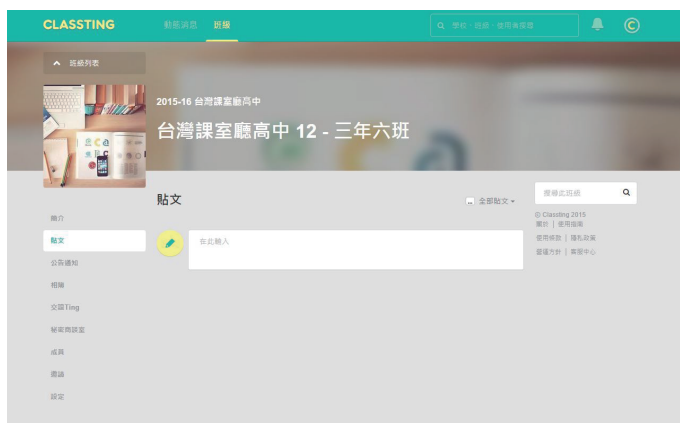 CLASSTING
動態消息 班級
學校、班級、使用者搜尋
班級列表
2015-16 台灣課室廳高中
台灣課室廳高中 12 - 三年六班
貼文
全部貼文
搜尋此班級
在此輸入
簡介
貼文
公告通知
相簿
交國Ting
秘密商談室
成員
邀請
設定
© Classting 2015
關於 | 使用指南
使用條款 | 隱私政策
營運方針 | 客服中心